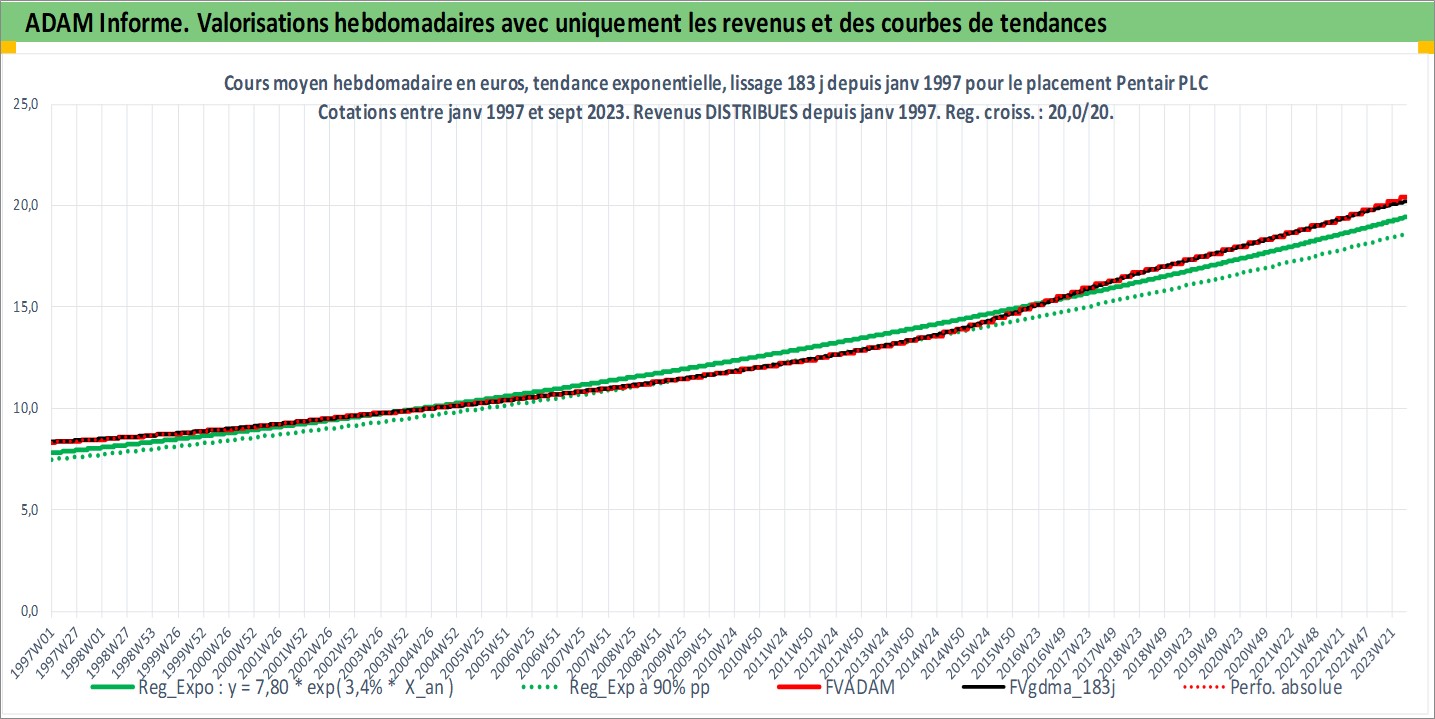 ADAM Informe. Valorisations hebdomadaires avec uniquement les revenus et des courbes de tendances
Cours moyen hebdomadaire en euros, tendance exponentielle, lissage 183 j depuis janv 1997 pour le placement Pentair PLC
Cotations entre janv 1997 et sept 2023. Revenus DISTRIBUES depuis janv 1997. Reg. croiss. : 20,0/20.
25,0
20,0
15,0
10,0
5,0
0,0
1997W01 1997W27 1998W01 1998W27 1998W53 1999W26 1999W52 2000W26 2000W52 2001W26 2001W52 2002W26 2002W52 2003W26 2003W52 2004W26 2004W52 2005W25 2005W51 2006W25 2006W51 2007W25 2007W51 2008W25 2008W51 2009W25 2009W51 2010W24 2010W50 2011W24 2011W50 2012W24 2012W50 2013W24 2013W50 2014W24 2014W50 2015W24 2015W50 2016W23 2016W49 2017W23 2017W49 2018W23 2018W49 2019W23 2019W49 2020W23 2020W49 2021W22 2021W48 2022W21 2022W47 2023W21
Reg_Expo : y = 7,80 * exp( 3,4% * X_an ) Reg_Exp à 90% pp FVADAM FVgdma_183j Perfo. absolue